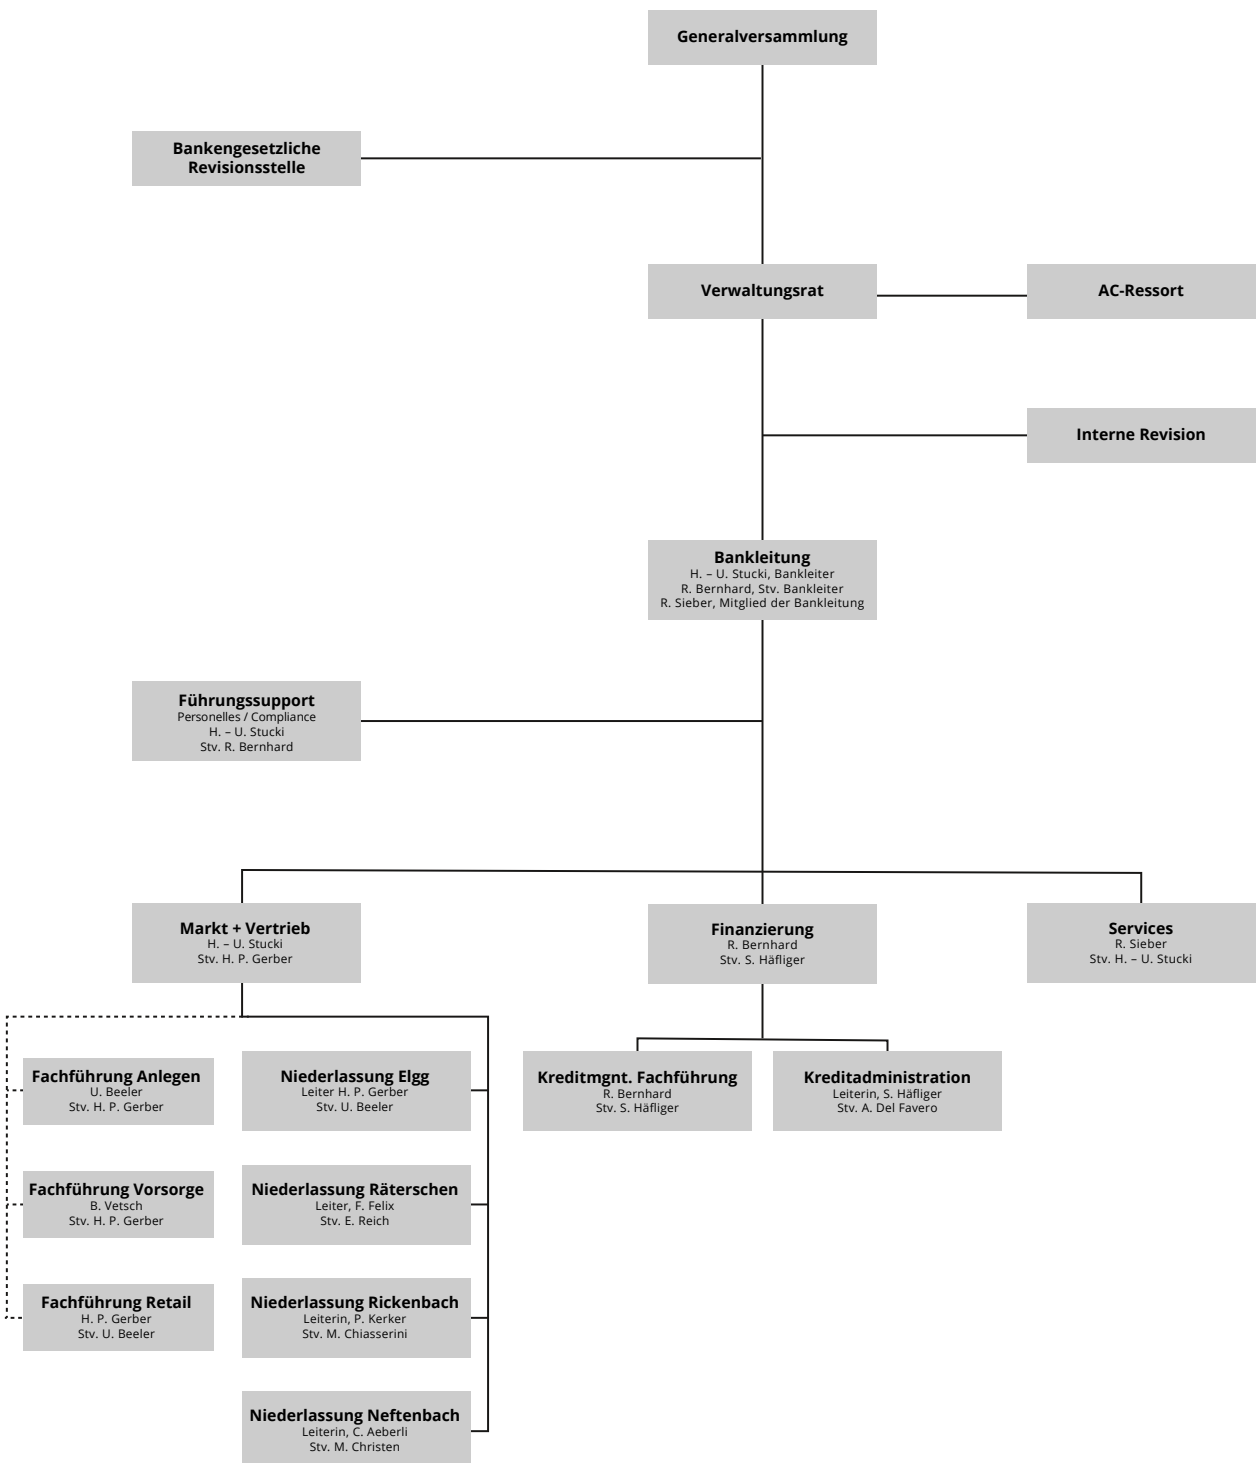 Generalversammlung
Bankengesetzliche
Revisionsstelle
Verwaltungsrat
AC-Ressort
Interne Revision
Bankleitung
H. – U. Stucki, Bankleiter
R. Bernhard, Stv. Bankleiter
R. Sieber, Mitglied der Bankleitung
Führungssupport
Personelles / Compliance
H. – U. Stucki
Stv. R. Bernhard
Markt + Vertrieb
H. – U. Stucki
Stv. H. P. Gerber
Finanzierung
R. Bernhard
Stv. S. Häfliger
Services
R. Sieber
Stv. H. – U. Stucki
Fachführung Anlegen
U. Beeler
Stv. H. P. Gerber
Niederlassung Elgg
Leiter H. P. Gerber
Stv. U. Beeler
Kreditmgnt. Fachführung
R. Bernhard
Stv. S. Häfliger
Kreditadministration
Leiterin, S. Häfliger
Stv. A. Del Favero
Fachführung Vorsorge
B. Vetsch
Stv. H. P. Gerber
Niederlassung Räterschen
Leiter, F. Felix
Stv. E. Reich
Fachführung Retail
H. P. Gerber
Stv. U. Beeler
Niederlassung Rickenbach
Leiterin, P. Kerker
Stv. M. Chiasserini
Niederlassung Neftenbach
Leiterin, C. Aeberli
Stv. M. Christen